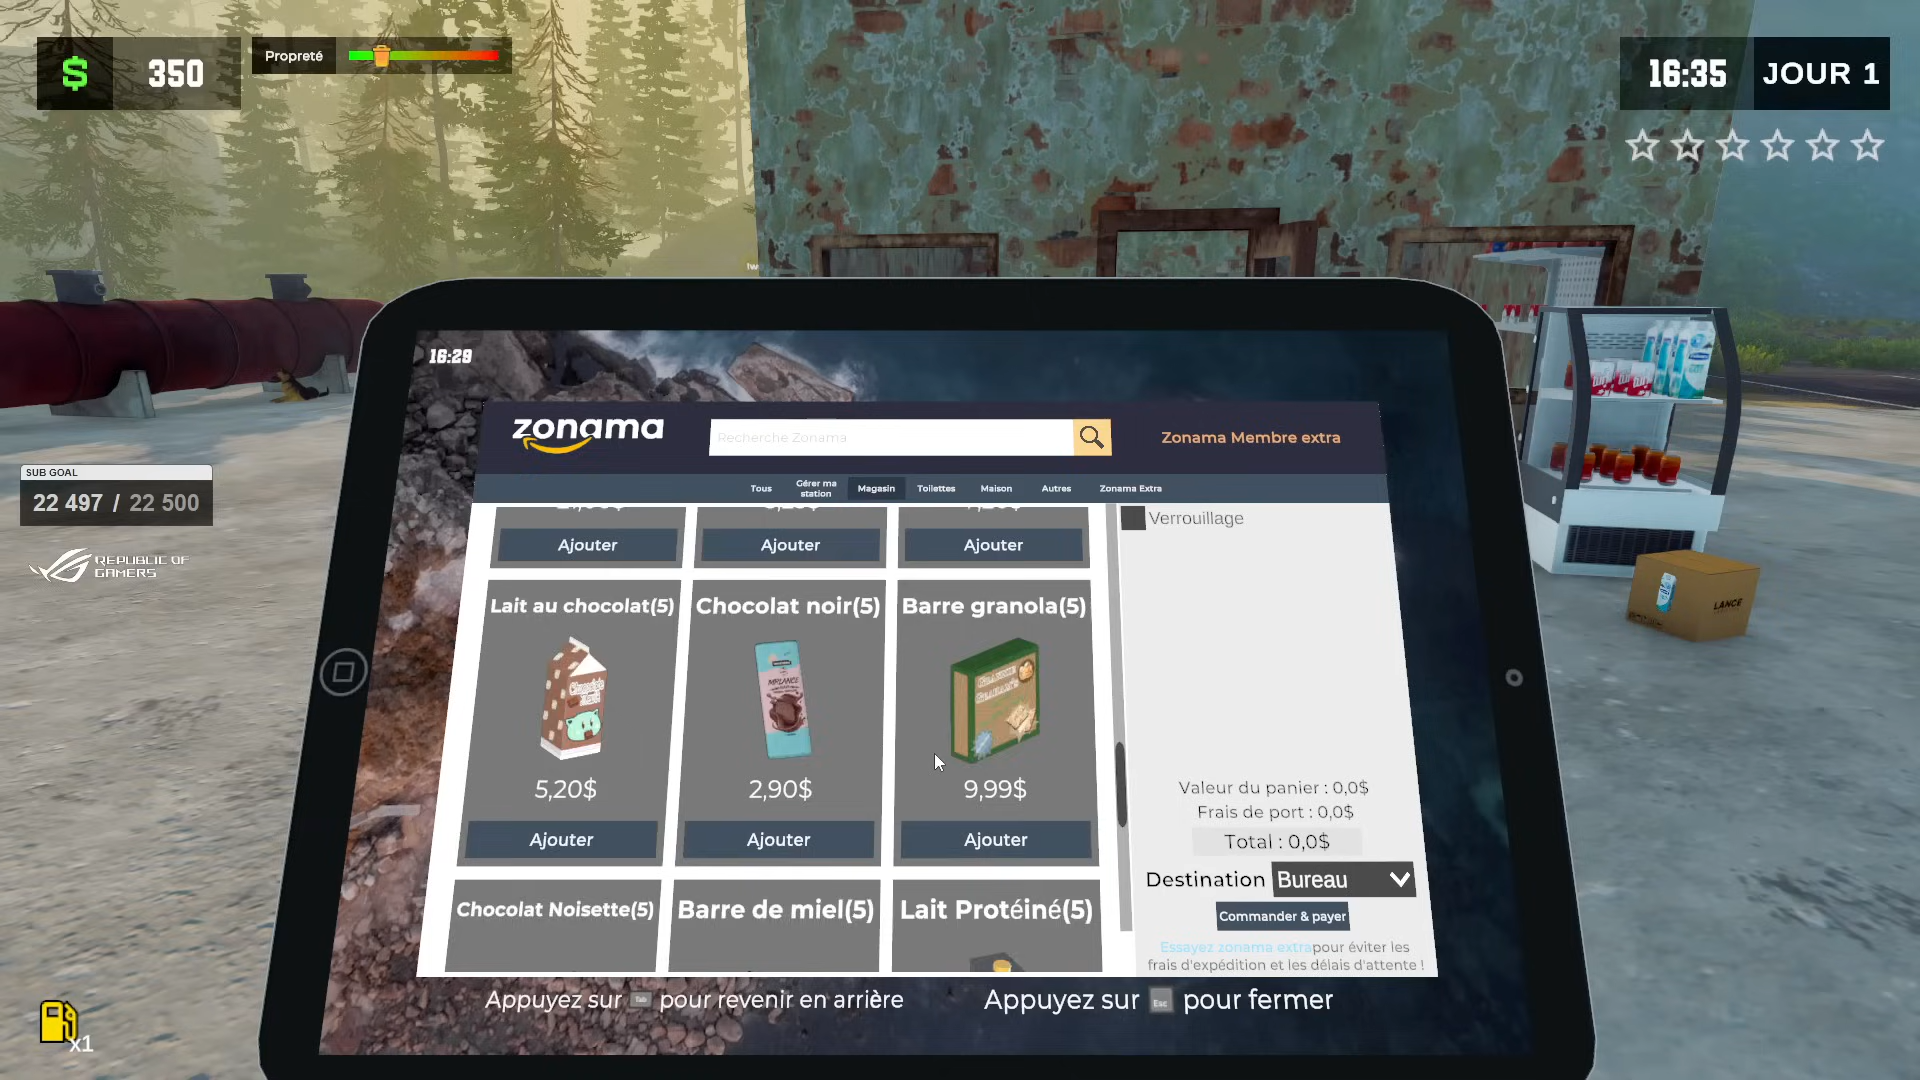 $ 350
Propreté
16:35 JOUR 1
16:29
zonama
Recherche Zonama
Zonama Membre extra
Tous
Gérer ma station
Magasin
Toilettes
Maison
Autres
Zonama Extra
SUB GOAL
22 497 / 22 500
REPUBLIC OF
GAMERS
Ajouter
Ajouter
Ajouter
Verrouillage
Lait au chocolat(5)
Chocolat noir(5)
Barre granola(5)
5,20$
2,90$
9,99$
Ajouter
Ajouter
Ajouter
Chocolat Noisette(5)
Barre de miel(5)
Lait Protéiné(5)
LANCE
Valeur du panier : 0,0$
Frais de port : 0,0$
Total : 0,0$
Destination Bureau
Commander & payer
Essayez zonama extra pour éviter les
frais d'expédition et les délais d'attente !
Appuyez sur Tab pour revenir en arrière
Appuyez sur Esc pour fermer
x1